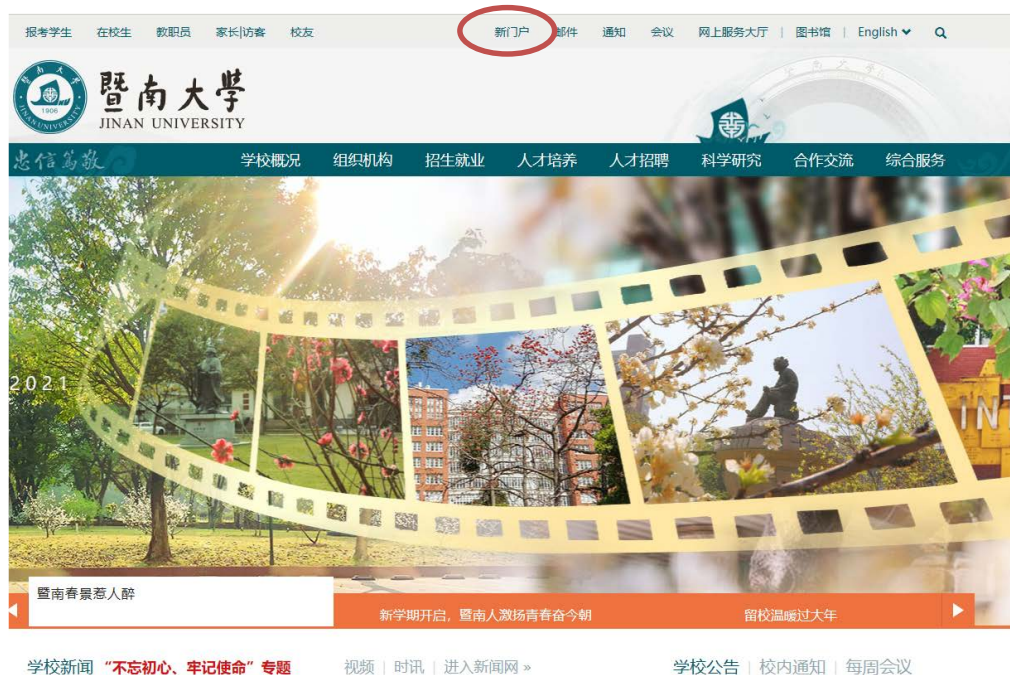 报考学生 在校生 教职员 家长|访客 校友 新门户 邮件 通知 会议 网上服务大厅 | 图书馆 | English
暨南大学
JINAN UNIVERSITY
1906
忠信笃敬 学校概况 组织机构 招生就业 人才培养 人才招聘 科学研究 合作交流 综合服务
2021
IN
暨南春景惹人醉
新学期开启，暨南人激扬青春奋今朝 留校温暖过大年
学校新闻 “不忘初心、牢记使命”专题 视频 | 时讯 | 进入新闻网 » 学校公告 | 校内通知 | 每周会议